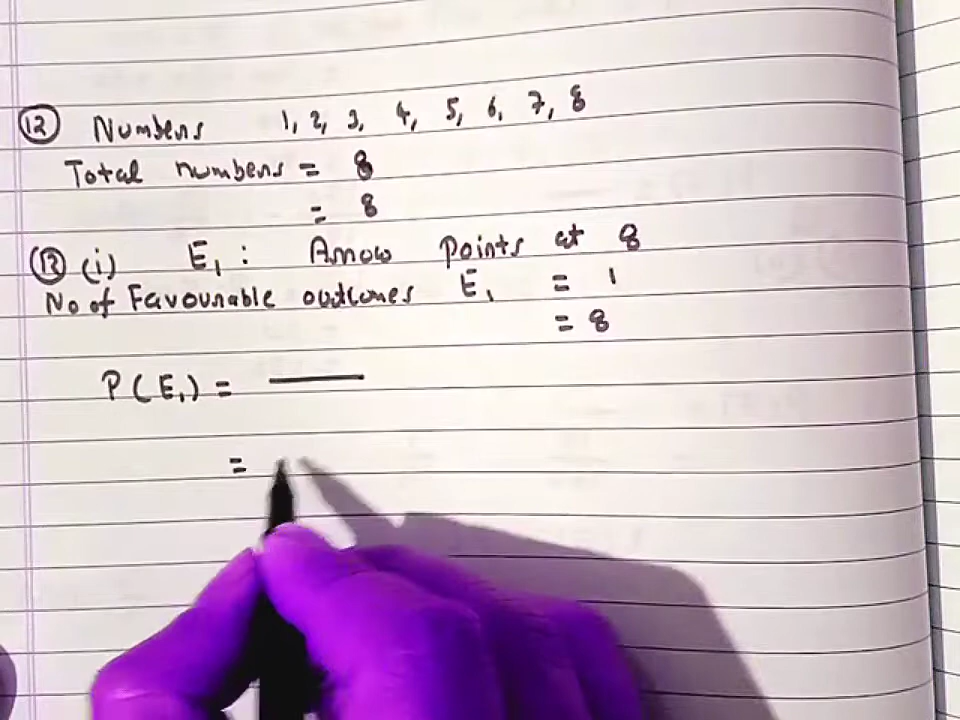 12 Numbers 1, 2, 3, 4, 5, 6, 7, 8
Total numbers = 8
= 8
12 (i) E₁ : Arrow points at 8
No of Favourable outcomes E₁ = 1
= 8
P(E₁) =
=